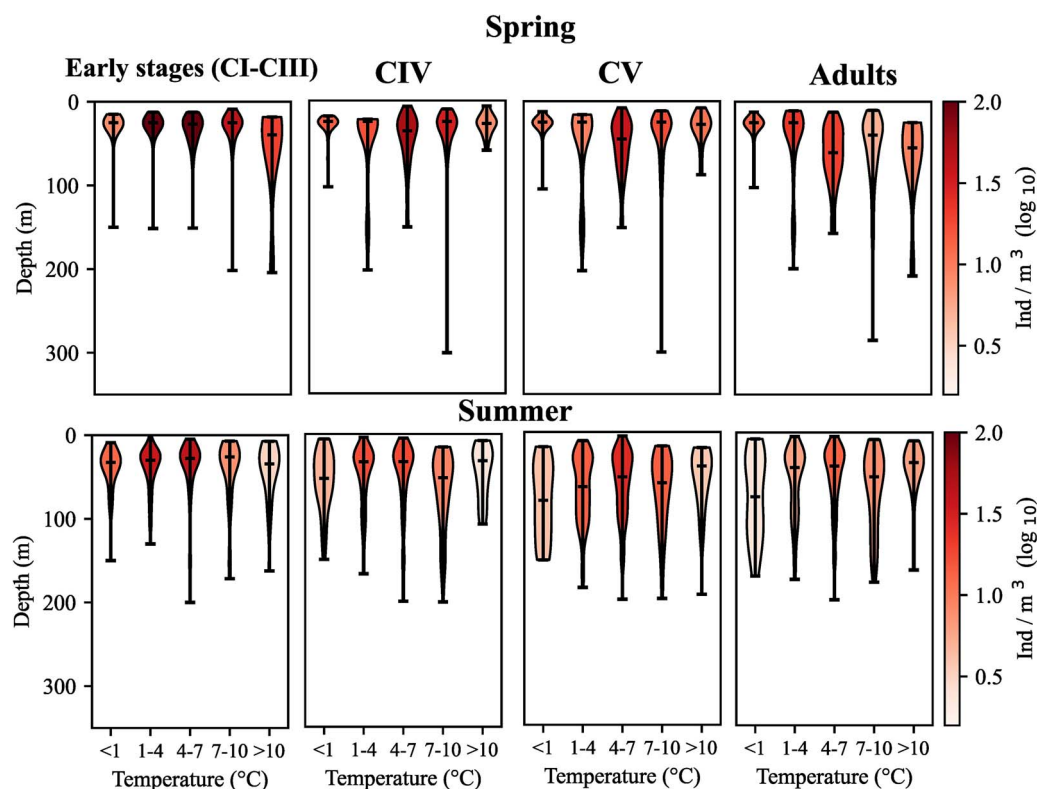 Spring
Early stages (CI-CIII) CIV CV Adults
0
100
200
300
Depth (m)
2.0
1.5
1.0
0.5
Ind / m 3 (log 10)
Summer
0
100
200
300
Depth (m)
2.0
1.5
1.0
0.5
Ind / m 3 (log 10)
<1 1-4 4-7 7-10 >10 <1 1-4 4-7 7-10 >10 <1 1-4 4-7 7-10 >10 <1 1-4 4-7 7-10 >10
Temperature (°C) Temperature (°C) Temperature (°C) Temperature (°C)